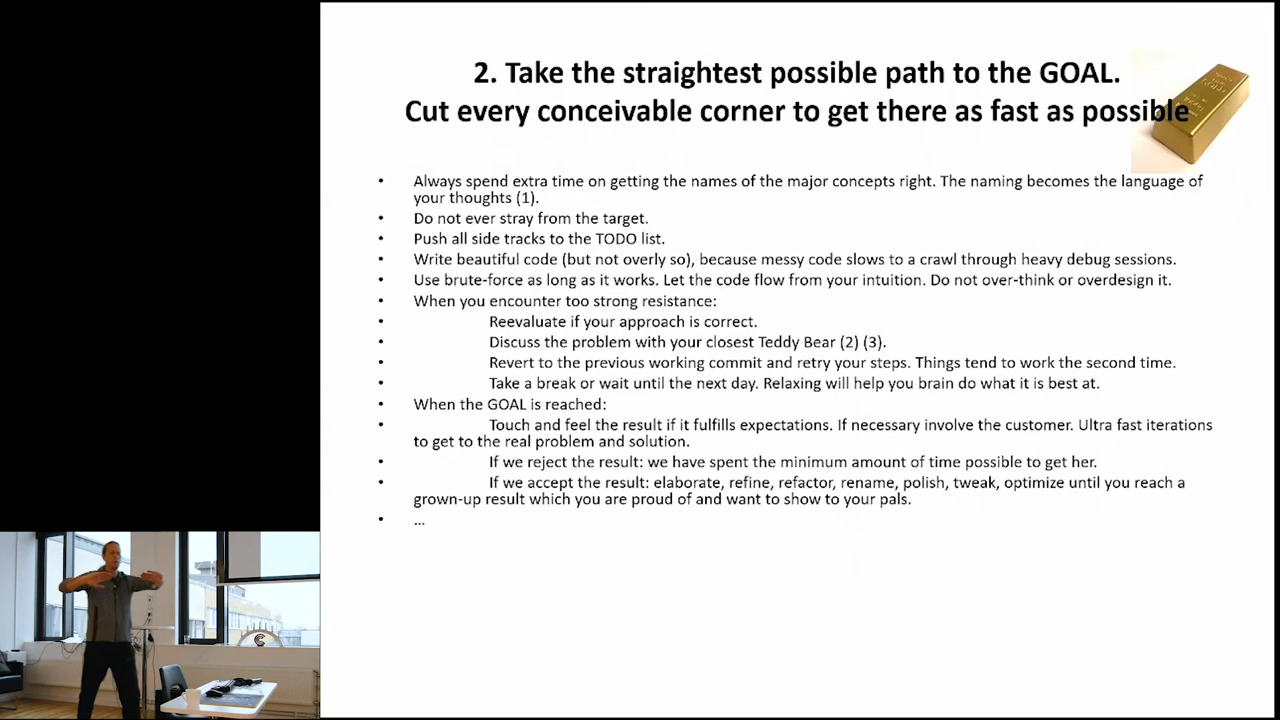 2. Take the straightest possible path to the GOAL.
Cut every conceivable corner to get there as fast as possible
• Always spend extra time on getting the names of the major concepts right. The naming becomes the language of
your thoughts (1).
• Do not ever stray from the target.
• Push all side tracks to the TODO list.
• Write beautiful code (but not overly so), because messy code slows to a crawl through heavy debug sessions.
• Use brute-force as long as it works. Let the code flow from your intuition. Do not over-think or overdesign it.
• When you encounter too strong resistance:
• Reevaluate if your approach is correct.
• Discuss the problem with your closest Teddy Bear (2) (3).
• Revert to the previous working commit and retry your steps. Things tend to work the second time.
• Take a break or wait until the next day. Relaxing will help you brain do what it is best at.
• When the GOAL is reached:
• Touch and feel the result if it fulfills expectations. If necessary involve the customer. Ultra fast iterations
to get to the real problem and solution.
• If we reject the result: we have spent the minimum amount of time possible to get her.
• If we accept the result: elaborate, refine, refactor, rename, polish, tweak, optimize until you reach a
grown-up result which you are proud of and want to show to your pals.
• ...